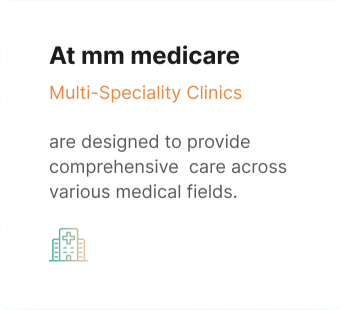 At mm medicare
Multi-Speciality Clinics
are designed to provide
comprehensive  care across
various medical fields.